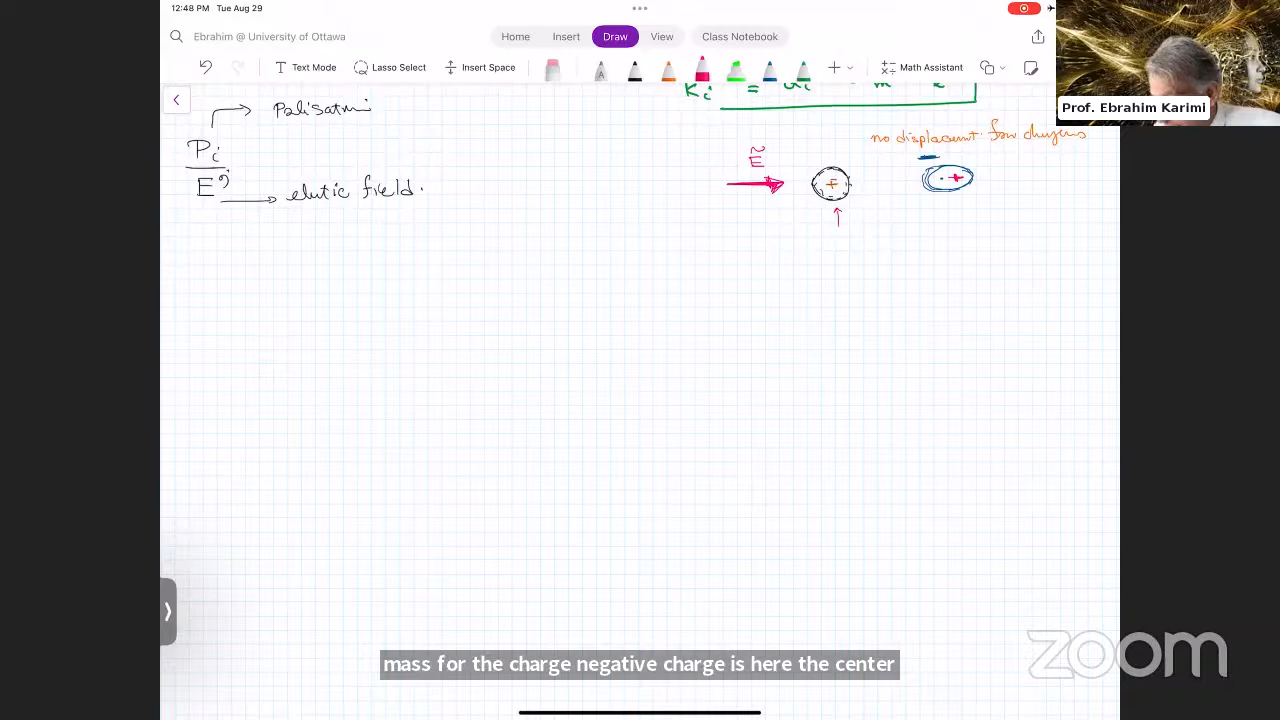 12:48 PM Tue Aug 29
Ebrahim @ University of Ottawa
Home Insert Draw View Class Notebook
Text Mode Lasso Select Insert Space Math Assistant
Prof. Ebrahim Karimi
no displacement for charges
Pi
E
Ẽ
field.
mass for the charge negative charge is here the center
zoom